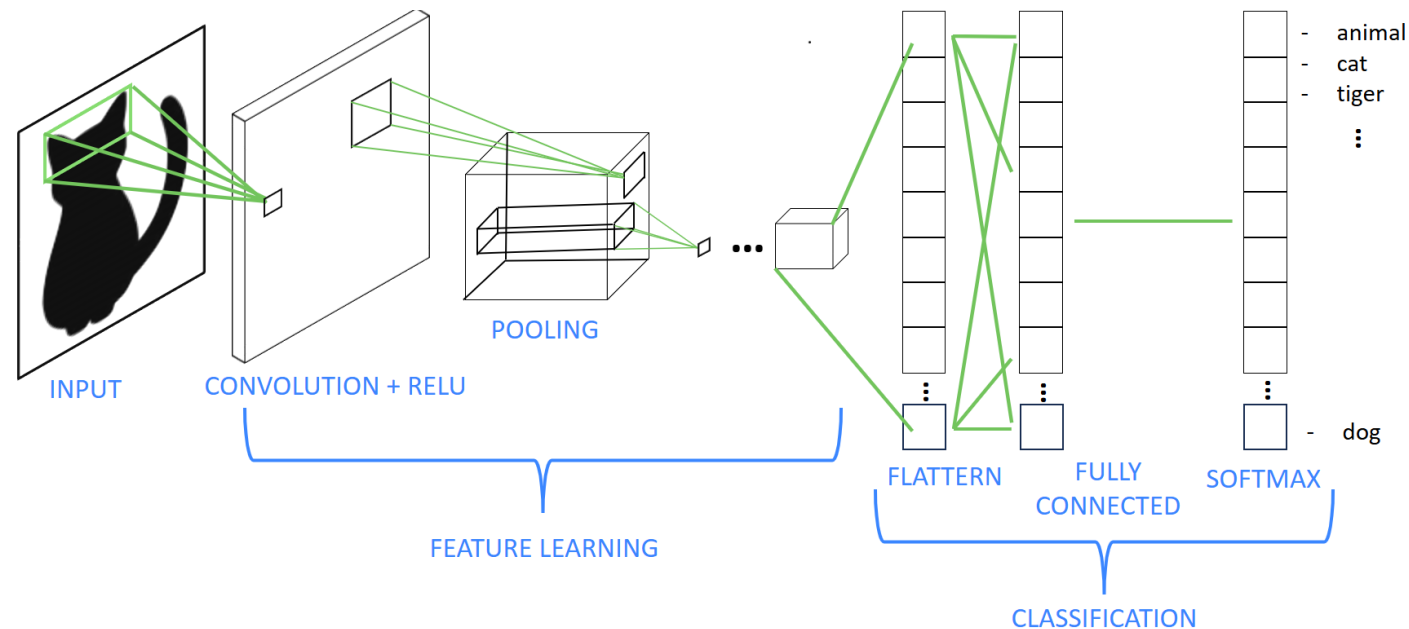 - animal
- cat
- tiger
POOLING
INPUT
CONVOLUTION + RELU
- dog
FLATTERN
FULLY
CONNECTED
SOFTMAX
FEATURE LEARNING
CLASSIFICATION